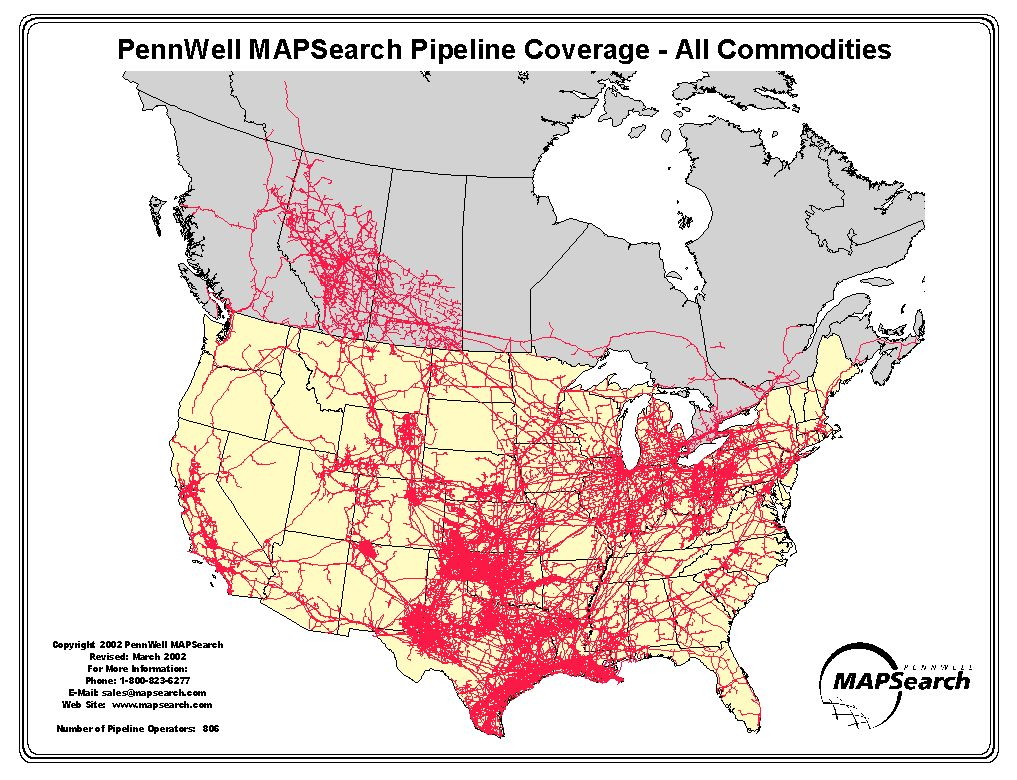 PennWell MAPSearch Pipeline Coverage - All Commodities
Copyright 2002 PennWell MAPSearch
Revised: March 2002
For More Information:
Phone: 1-800-823-6277
E-Mail: sales@mapsearch.com
Web Site: www.mapsearch.com
Number of Pipeline Operators: 806
PENNWELL
MAPSearch